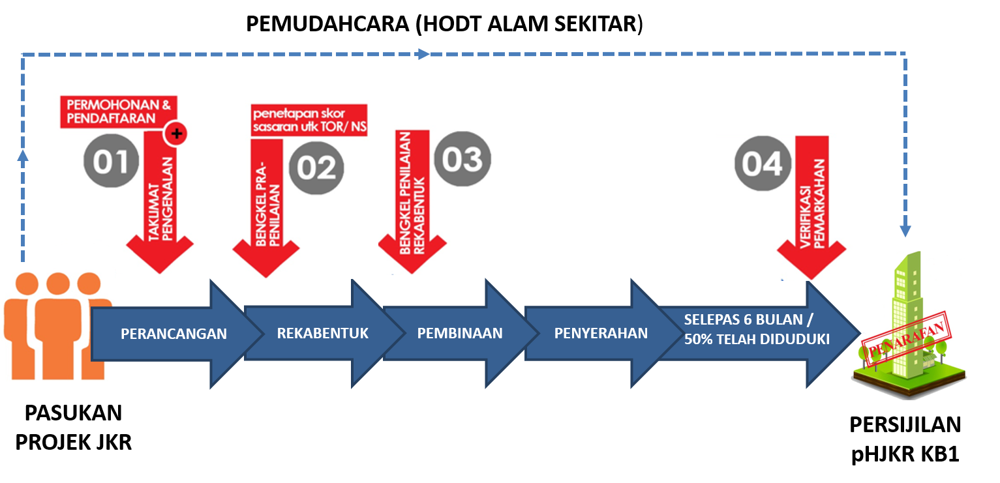 PEMUDAHCARA (HODT ALAM SEKITAR)
PERMOHONAN &
PENDAFTARAN
+
01
TAKLIMAT
PENGENALAN
penetapan skor
sasaran utk TOR/ NS
02
BENGKEL PRA-
PENILAIAN
03
BENGKEL PENILAIAN
REKABENTUK
04
VERIFIKASI
PEMARKAHAN
PERANCANGAN
REKABENTUK
PEMBINAAN
PENYERAHAN
SELEPAS 6 BULAN /
50% TELAH DIDUDUKI
PENARAFAN
PASUKAN
PROJEK JKR
PERSIJILAN
pHJKR KB1